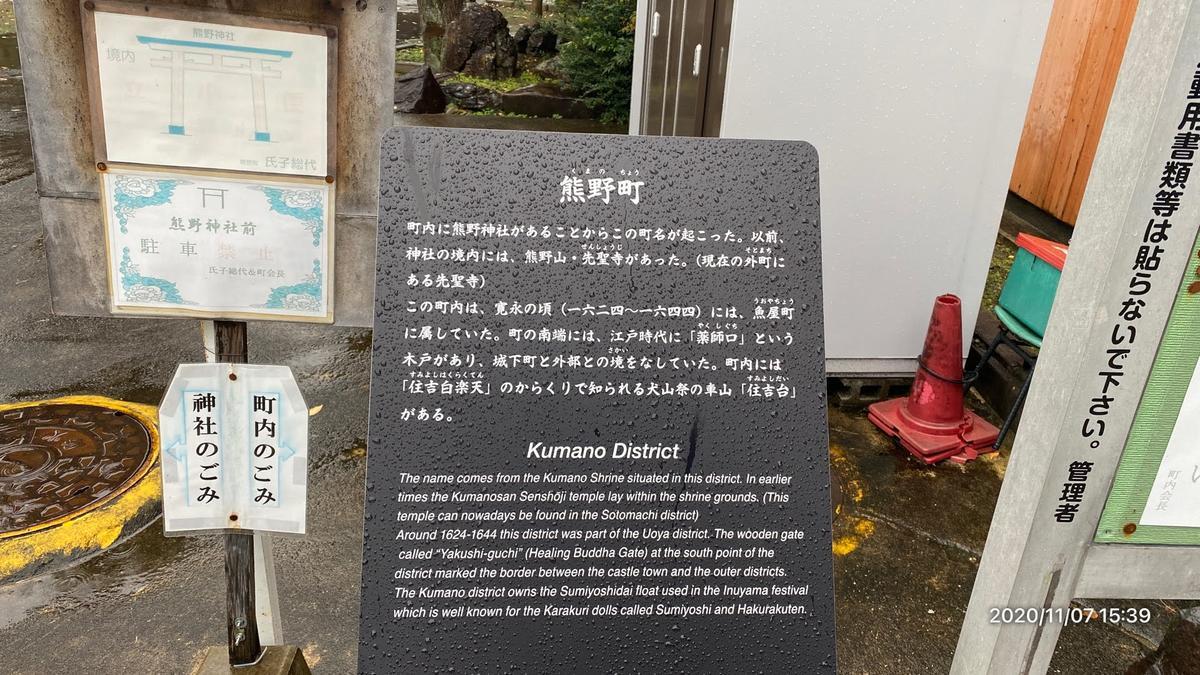 熊野神社
境内
氏子総代
熊野神社前
駐車禁止
氏子総代&町会長
町内のごみ
神社のごみ
熊野町
町内に熊野神社があることからこの町名が起こった。以前、
神社の境内には、熊野山・先聖寺があった。(現在の外町に
ある先聖寺)
この町内は、寛永の頃(一六二四〜一六四四)には、魚屋町
に属していた。町の南端には、江戸時代に「薬師口」という
木戸があり、城下町と外部との境をなしていた。町内には
「住吉白楽天」のからくりで知られる犬山祭の車山「住吉台」
がある。
Kumano District
The name comes from the Kumano Shrine situated in this district. In earlier
times the Kumanosan Senshōji temple lay within the shrine grounds. (This
temple can nowadays be found in the Sotomachi district)
Around 1624-1644 this district was part of the Uoya district. The wooden gate
called “Yakushi-guchi” (Healing Buddha Gate) at the south point of the
district marked the border between the castle town and the outer districts.
The Kumano district owns the Sumiyoshidai float used in the Inuyama festival
which is well known for the Karakuri dolls called Sumiyoshi and Hakurakuten.
用書類等は貼らないで下さい。管理者
町内会長
2020/11/07 15:39